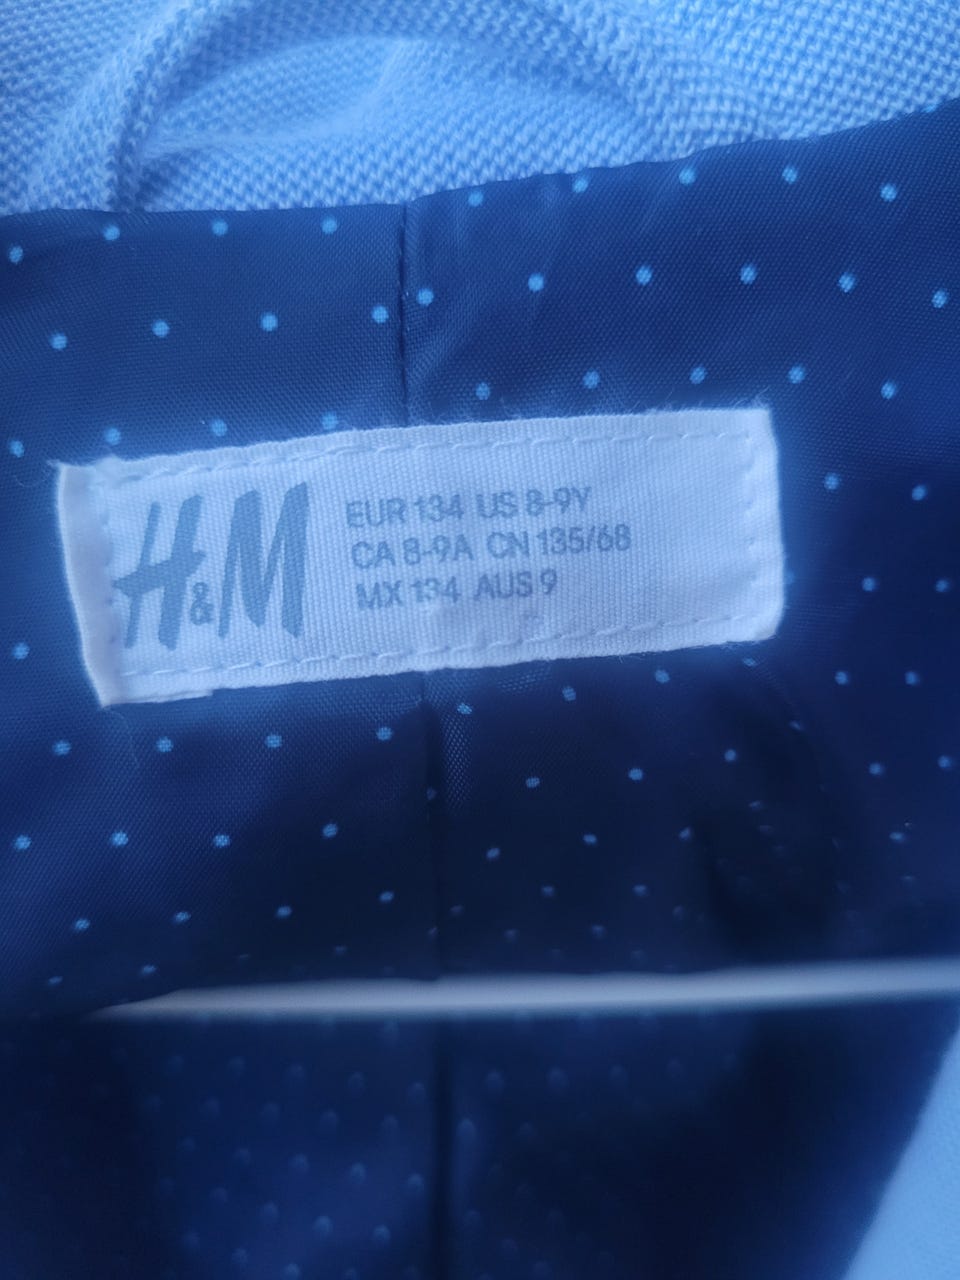 H&M
EUR 134 US 8-9Y
CA 8-9A CN 135/68
MX 134 AUS 9